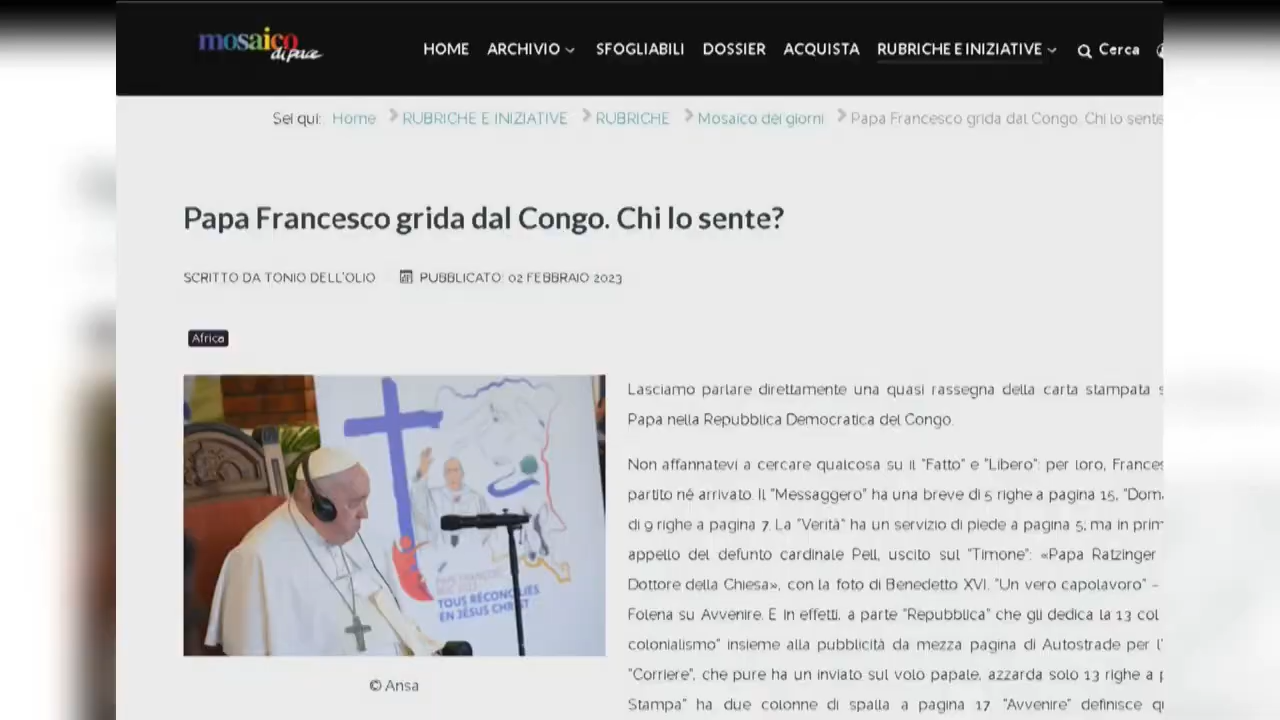 mosaico
di pace
HOME ARCHIVIO SFOGLIABILI DOSSIER ACQUISTA RUBRICHE E INIZIATIVE Cerca
Sei qui: Home RUBRICHE E INIZIATIVE RUBRICHE Mosaico dei giorni Papa Francesco grida dal Congo. Chi lo sente
Papa Francesco grida dal Congo. Chi lo sente?
SCRITTO DA TONIO DELL'OLIO PUBBLICATO: 02 FEBBRAIO 2023
Africa
TOUS RÉCONCILIÉS
EN JÉSUS CHRIST
© Ansa
Lasciamo parlare direttamente una quasi rassegna della carta stampata
Papa nella Repubblica Democratica del Congo.
Non affannatevi a cercare qualcosa su il "Fatto" e "Libero": per loro, Frances
partito né arrivato. Il "Messaggero" ha una breve di 5 righe a pagina 15, "Dom
di 9 righe a pagina 7. La "Verità" ha un servizio di piede a pagina 5; ma in prim
appello del defunto cardinale Pell, uscito sul "Timone": «Papa Ratzinger
Dottore della Chiesa», con la foto di Benedetto XVI. "Un vero capolavoro" –
Folena su Avvenire. E in effetti, a parte "Repubblica" che gli dedica la 13 col
colonialismo" insieme alla pubblicità da mezza pagina di Autostrade per l'
"Corriere", che pure ha un inviato sul volo papale, azzarda solo 13 righe a p
Stampa" ha due colonne di spalla a pagina 17 "Avvenire" definisce q